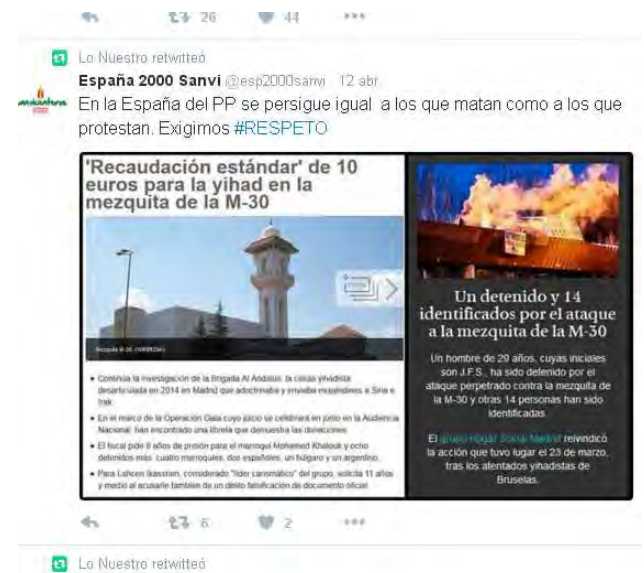 26 44
Lo Nuestro retwitteó
España 2000 Sanvi @esp2000sanvi 12 abr.
En la España del PP se persigue igual a los que matan como a los que
protestan. Exigimos #RESPETO
'Recaudación estándar' de 10
euros para la yihad en la
mezquita de la M-30
Mezquita M-30
• Continúa la investigación de la Brigada Al Andalus, la célula yihadista
desarticulada en 2014 en Madrid que adoctrinaba y enviaba muyahidines a Siria e
Irak.
• En el marco de la Operación Gala cuyo juicio se celebrará en junio en la Audiencia
Nacional, han encontrado una libreta que demuestra las donaciones.
• El fiscal pide 8 años de prisión para el marroquí Mohamed Khalouk y ocho
detenidos más: cuatro marroquíes, dos españoles, un búlgaro y un argentino.
• Para Lahcen Ikassrien, considerado "líder carismático" del grupo, solicita 11 años
y medio al acusarle también de un delito falsificación de documento oficial.
Un detenido y 14
identificados por el ataque
a la mezquita de la M-30
Un hombre de 29 años, cuyas iniciales
son J.F.S., ha sido detenido por el
ataque perpetrado contra la mezquita de
la M-30 y otras 14 personas han sido
identificadas.
El grupo Hogar Social Madrid reivindicó
la acción que tuvo lugar el 23 de marzo,
tras los atentados yihadistas de
Bruselas.
6 2
Lo Nuestro retwitteó